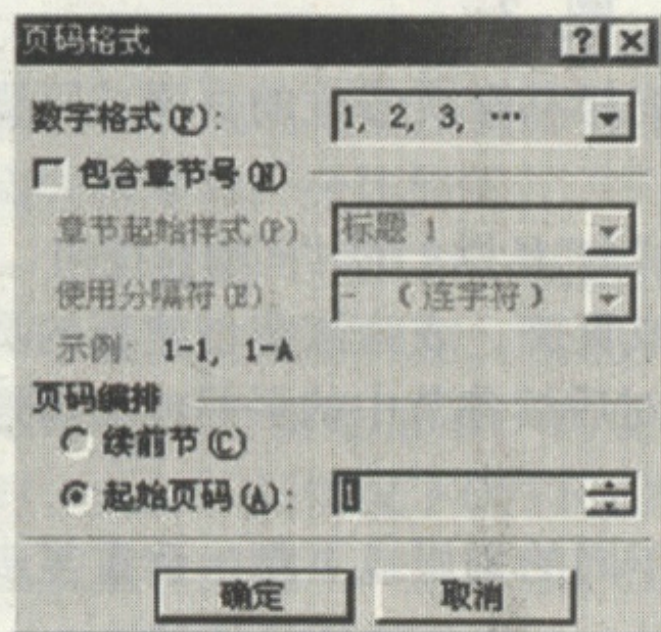 页码格式
数字格式(F): 1, 2, 3, …
包含章节号(N)
章节起始样式(P) 标题 1
使用分隔符(E): - (连字符)
示例: 1-1, 1-A
页码编排
续前节(C)
起始页码(A):
确定 取消